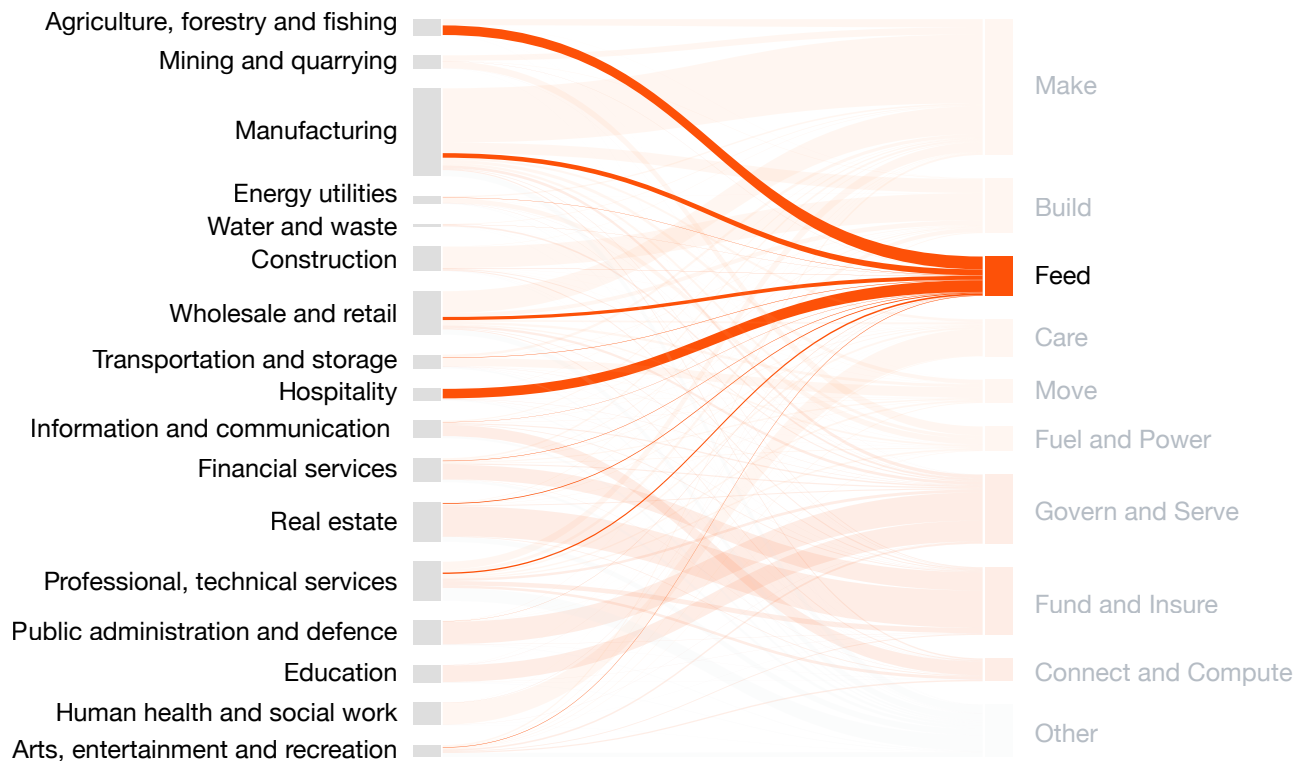 Agriculture, forestry and fishing
Mining and quarrying
Manufacturing
Energy utilities
Water and waste
Construction
Wholesale and retail
Transportation and storage
Hospitality
Information and communication
Financial services
Real estate
Professional, technical services
Public administration and defence
Education
Human health and social work
Arts, entertainment and recreation
Make
Build
Feed
Care
Move
Fuel and Power
Govern and Serve
Fund and Insure
Connect and Compute
Other